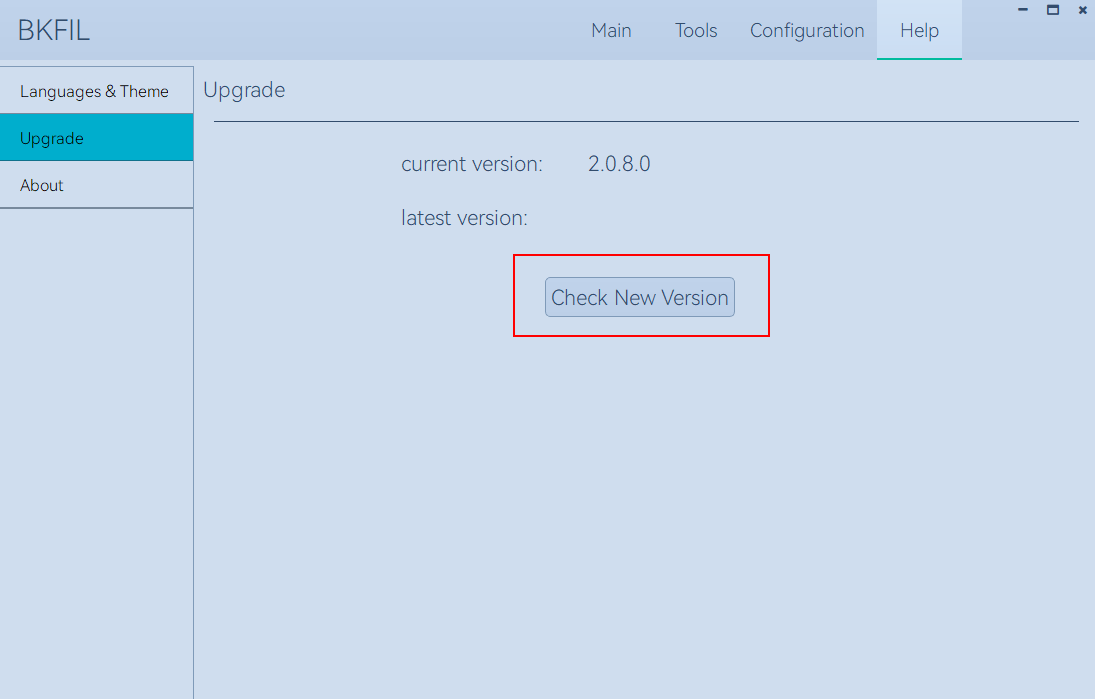 BKFIL
Main Tools Configuration Help
Languages & Theme
Upgrade
About
Upgrade
current version: 2.0.8.0
latest version:
Check New Version